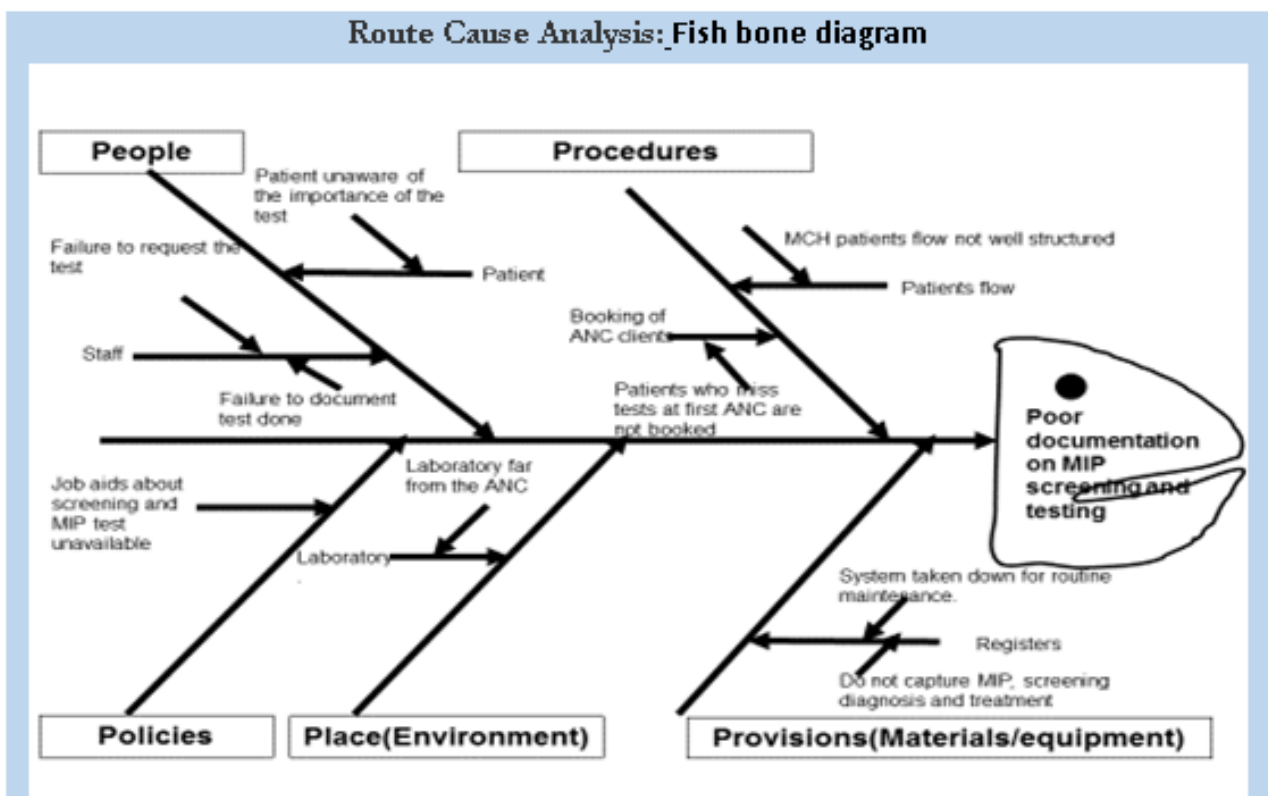 Route Cause Analysis: Fish bone diagram
People
Procedures
Patient unaware of
the importance of the
test
Failure to request the
test
MCH patients flow not well structured
Patient
Patients flow
Booking of
ANC clients
Staff
Patients who miss
tests at first ANC are
not booked
Failure to document
test done
Poor
documentation
on MIP
screening and
testing
Job aids about
screening and
MIP test
unavailable
Laboratory far
from the ANC
Laboratory
.
System taken down for routine
maintenance.
Registers
Do not capture MIP, screening
diagnosis and treatment
Policies
Place(Environment)
Provisions(Materials/equipment)